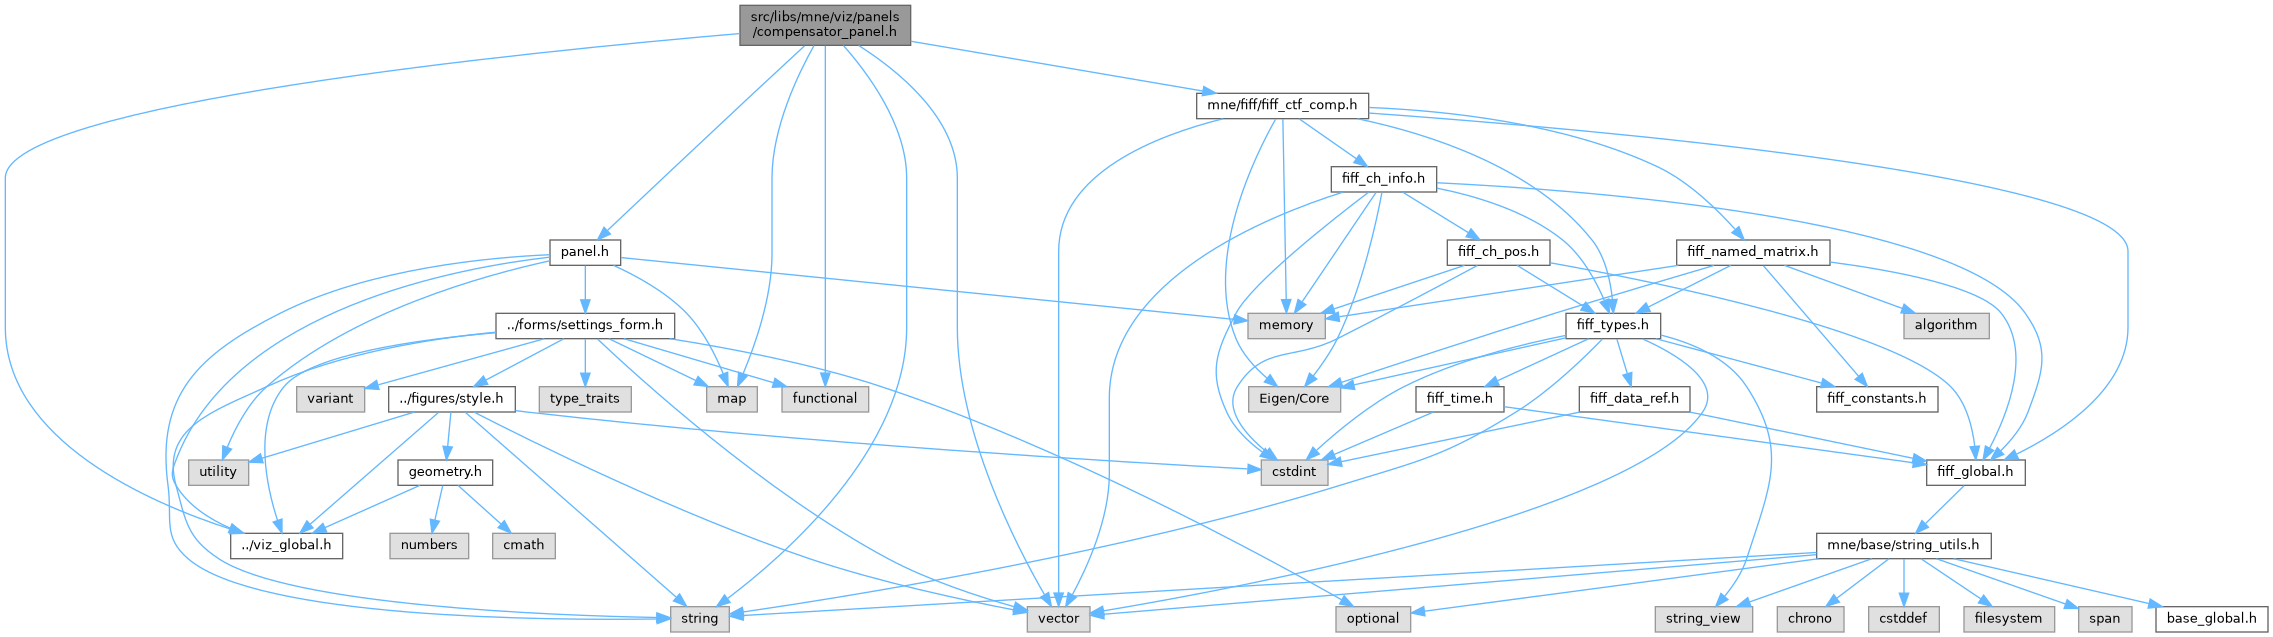 src/libs/mne/viz/panels
/compensator_panel.h
mne/fiff/fiff_ctf_comp.h
fiff_ch_info.h
panel.h
fiff_ch_pos.h
fiff_named_matrix.h
../forms/settings_form.h
memory
fiff_types.h
algorithm
variant
../figures/style.h
type_traits
map
functional
Eigen/Core
fiff_time.h
fiff_data_ref.h
fiff_constants.h
utility
geometry.h
cstdint
fiff_global.h
../viz_global.h
numbers
cmath
mne/base/string_utils.h
string
vector
optional
string_view
chrono
cstddef
filesystem
span
base_global.h